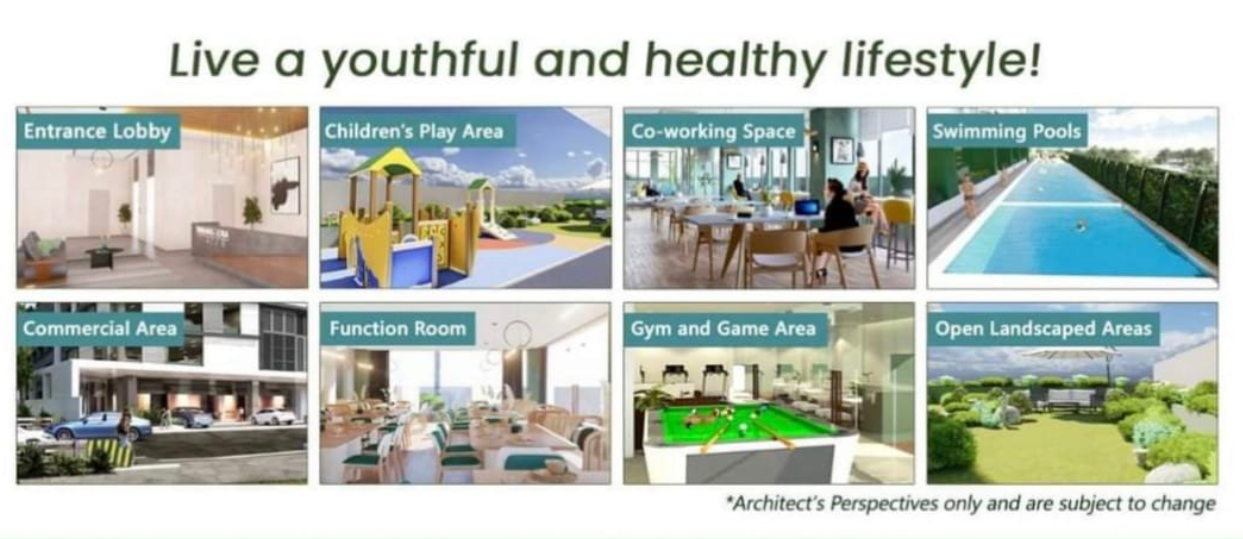 Live a youthful and healthy lifestyle!
Entrance Lobby
Children's Play Area
Co-working Space
Swimming Pools
Commercial Area
Function Room
Gym and Game Area
Open Landscaped Areas
*Architect's Perspectives only and are subject to change